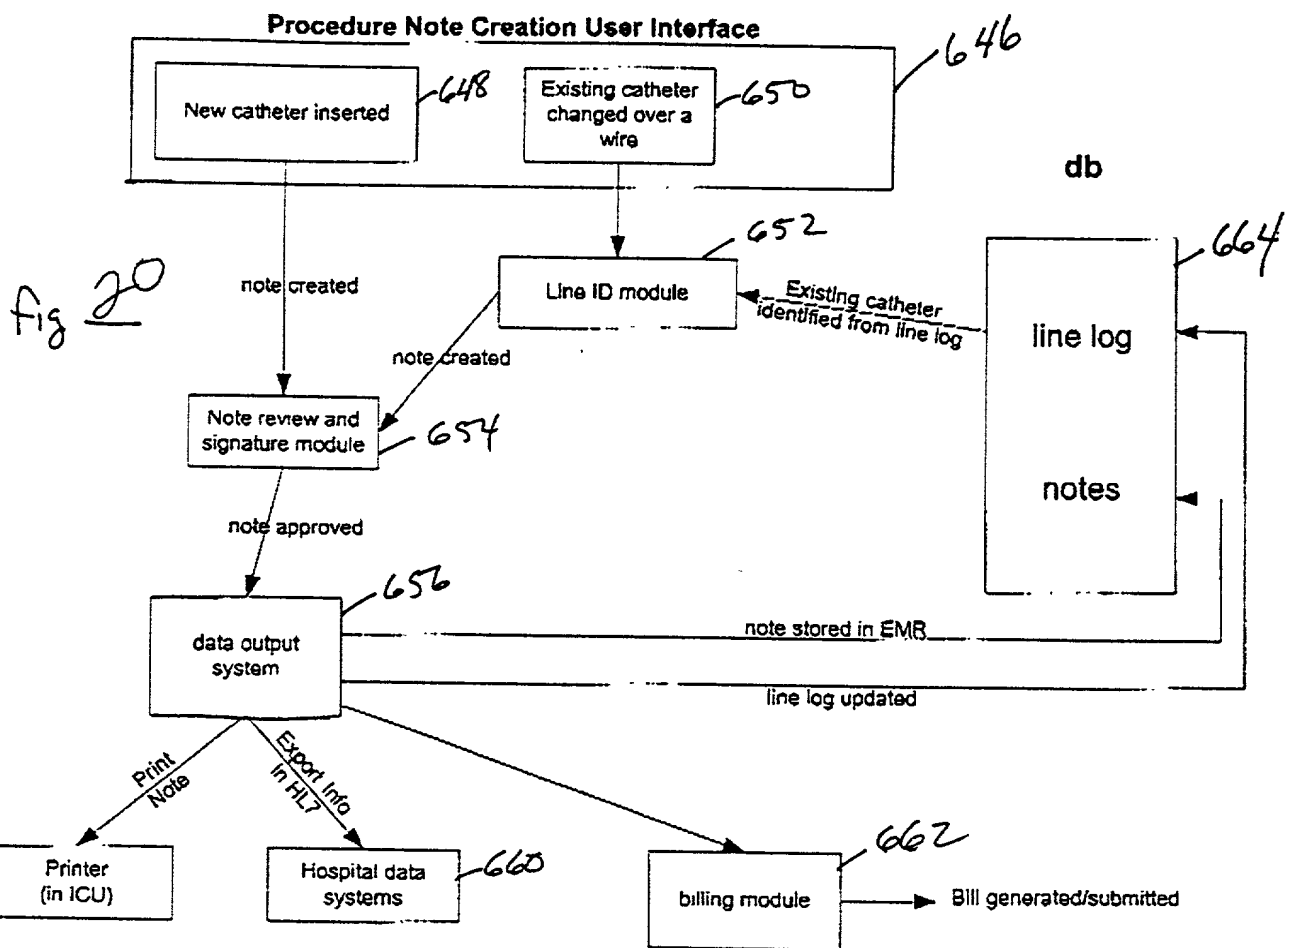 Procedure Note Creation User Interface
646
New catheter inserted
648
Existing catheter
changed over a
wire
650
db
652
Line ID module
664
fig 20
note created
Existing catheter
identified from line log
line log
note created
Note review and
signature module
654
notes
note approved
656
data output
system
note stored in EMR
line log updated
Print
Note
Export Info
in HL7
Printer
(in ICU)
Hospital data
systems
660
662
billing module
Bill generated/submitted